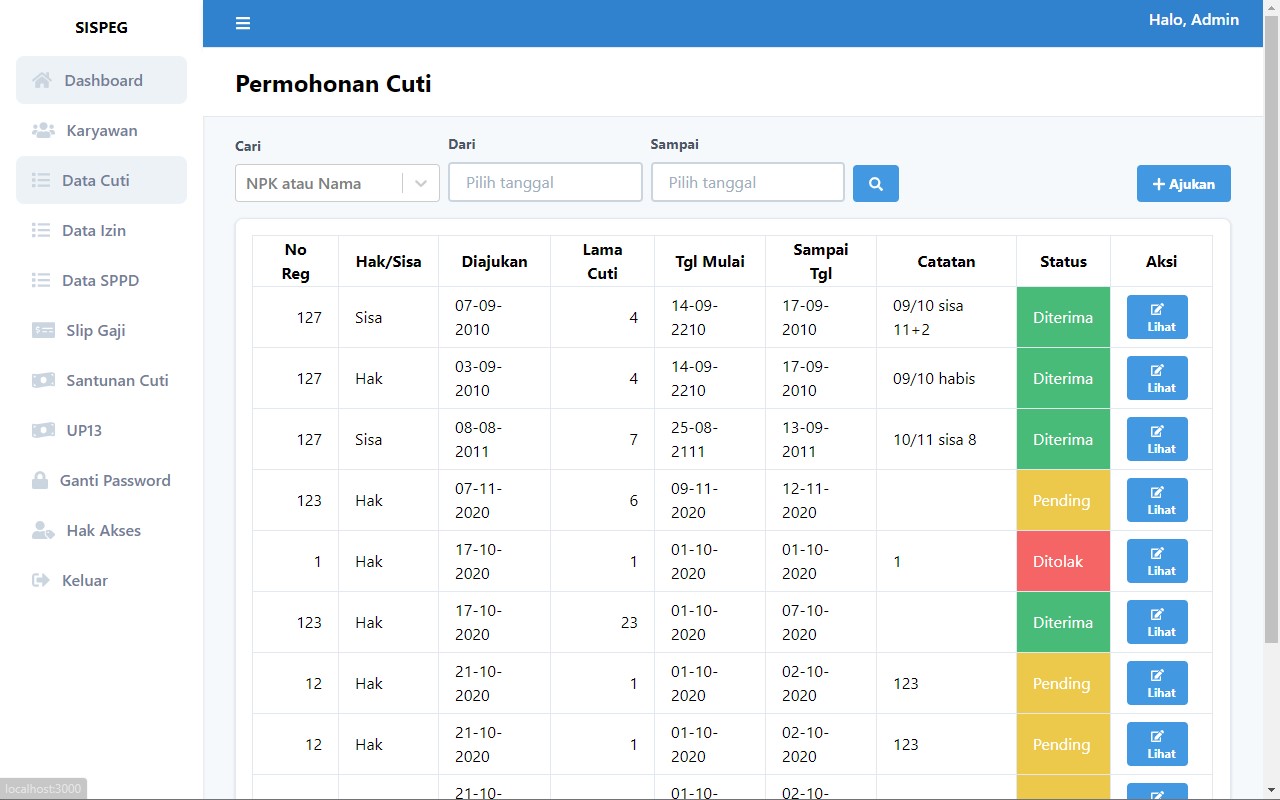 SISPEG
Halo, Admin
Dashboard
Karyawan
Data Cuti
Data Izin
Data SPPD
Slip Gaji
Santunan Cuti
UP13
Ganti Password
Hak Akses
Keluar
Permohonan Cuti
Cari
Dari
Sampai
NPK atau Nama
Pilih tanggal
Pilih tanggal
Ajukan
No Reg
Hak/Sisa
Diajukan
Lama Cuti
Tgl Mulai
Sampai Tgl
Catatan
Status
Aksi
127 Sisa 07-09-2010 4 14-09-2210 17-09-2010 09/10 sisa 11+2 Diterima Lihat
127 Hak 03-09-2010 4 14-09-2210 17-09-2010 09/10 habis Diterima Lihat
127 Sisa 08-08-2011 7 25-08-2111 13-09-2011 10/11 sisa 8 Diterima Lihat
123 Hak 07-11-2020 6 09-11-2020 12-11-2020 Pending Lihat
1 Hak 17-10-2020 1 01-10-2020 01-10-2020 1 Ditolak Lihat
123 Hak 17-10-2020 23 01-10-2020 07-10-2020 Diterima Lihat
12 Hak 21-10-2020 1 01-10-2020 02-10-2020 123 Pending Lihat
12 Hak 21-10-2020 1 01-10-2020 02-10-2020 123 Pending Lihat
21-10- 01-10- 02-10-
localhost:3000